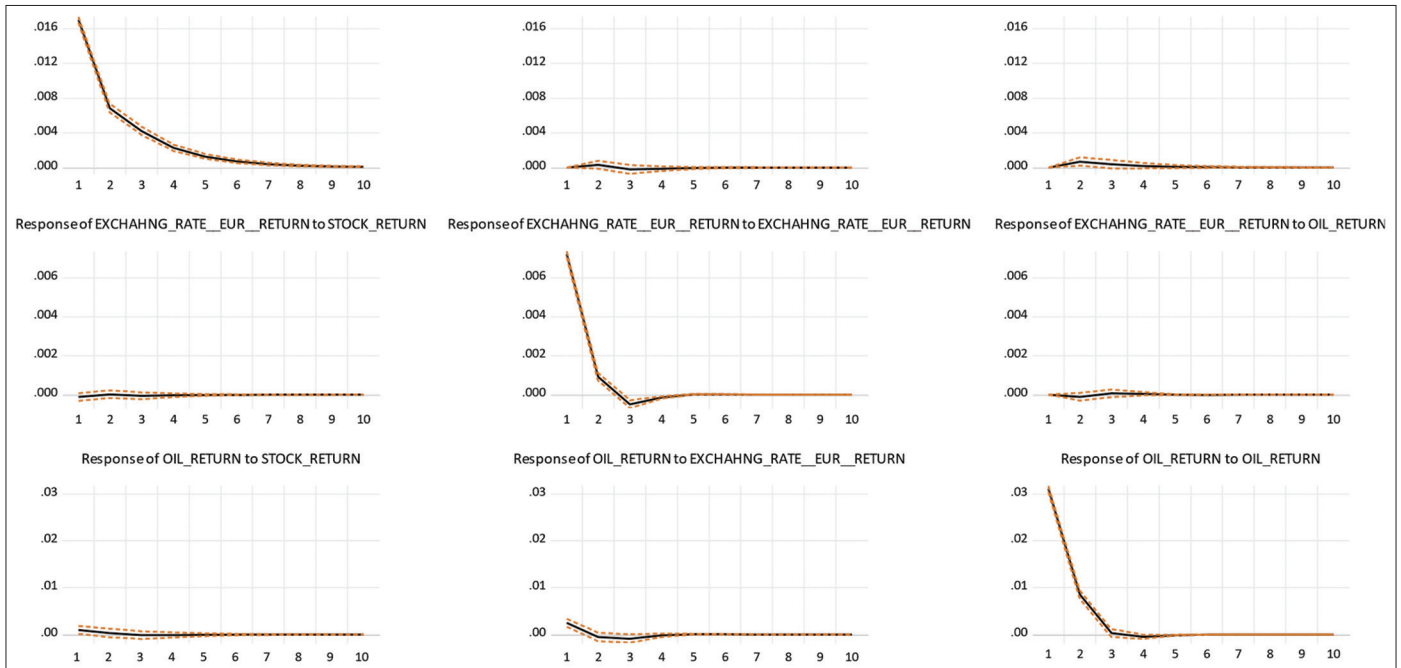 .016 .016 .016
.012 .012 .012
.008 .008 .008
.004 .004 .004
.000 .000 .000
1 2 3 4 5 6 7 8 9 10 1 2 3 4 5 6 7 8 9 10 1 2 3 4 5 6 7 8 9 10
Response of EXCHAHNG_RATE__EUR__RETURN to STOCK_RETURN Response of EXCHAHNG_RATE__EUR__RETURN to EXCHAHNG_RATE__EUR__RETURN Response of EXCHAHNG_RATE__EUR__RETURN to OIL_RETURN
.006 .006 .006
.004 .004 .004
.002 .002 .002
.000 .000 .000
1 2 3 4 5 6 7 8 9 10 1 2 3 4 5 6 7 8 9 10 1 2 3 4 5 6 7 8 9 10
Response of OIL_RETURN to STOCK_RETURN Response of OIL_RETURN to EXCHAHNG_RATE__EUR__RETURN Response of OIL_RETURN to OIL_RETURN
.03 .03 .03
.02 .02 .02
.01 .01 .01
.00 .00 .00
1 2 3 4 5 6 7 8 9 10 1 2 3 4 5 6 7 8 9 10 1 2 3 4 5 6 7 8 9 10